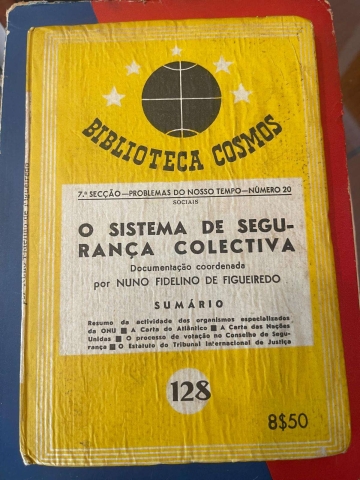 BIBLIOTECA COSMOS
7.ª SECÇÃO—PROBLEMAS DO NOSSO TEMPO—NÚMERO 20
SOCIAIS
O SISTEMA DE SEGU-
RANÇA COLECTIVA
Documentação coordenada
por NUNO FIDELINO DE FIGUEIREDO
SUMÁRIO
Resumo da actividade dos organismos especializados
da ONU ■ A Carta do Atlântico ■ A Carta das Nações
Unidas ■ O processo de votação no Conselho de Segu-
rança ■ O Estatuto do Tribunal Internacional de Justiça
128
8$50